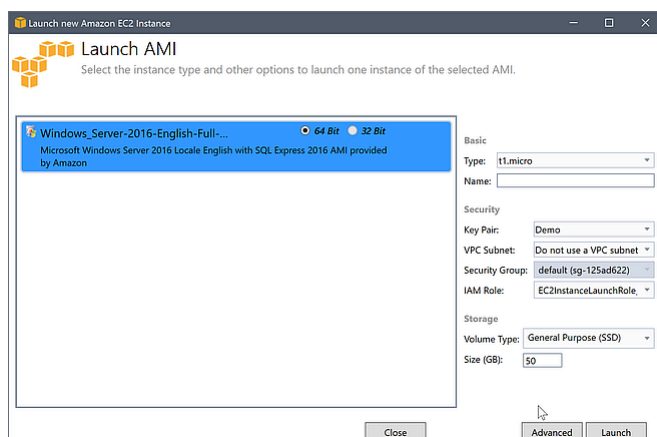 Launch new Amazon EC2 Instance
Launch AMI
Select the instance type and other options to launch one instance of the selected AMI.
Windows_Server-2016-English-Full-...
64 Bit
32 Bit
Microsoft Windows Server 2016 Locale English with SQL Express 2016 AMI provided
by Amazon
Basic
Type: t1.micro
Name:
Security
Key Pair: Demo
VPC Subnet: Do not use a VPC subnet
Security Group: default (sg-125ad622)
IAM Role: EC2InstanceLaunchRole,
Storage
Volume Type: General Purpose (SSD)
Size (GB): 50
Close
Advanced
Launch